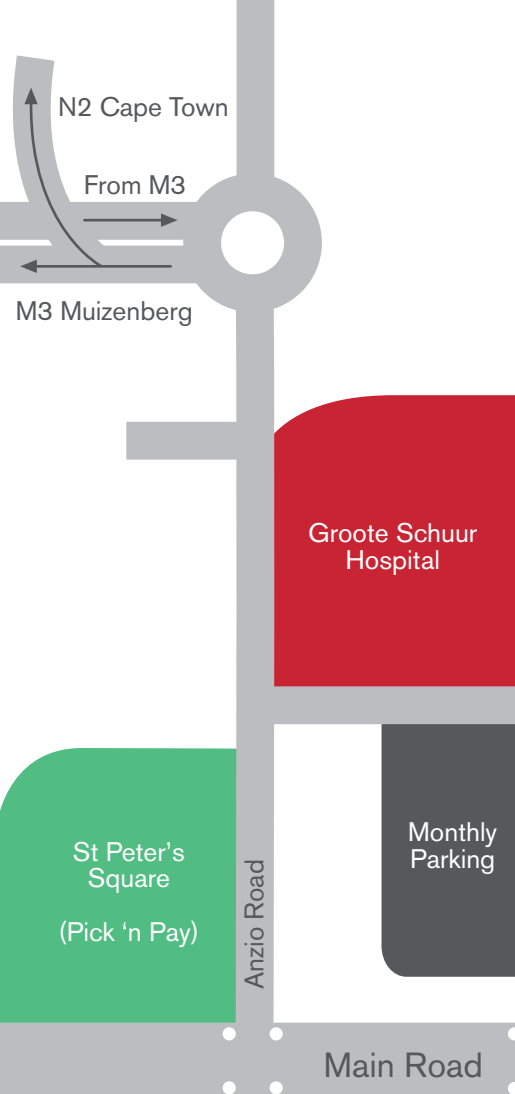 N2 Cape Town
From M3
M3 Muizenberg
Groote Schuur
Hospital
Monthly
Parking
St Peter’s
Square
(Pick ‘n Pay)
Anzio Road
Main Road